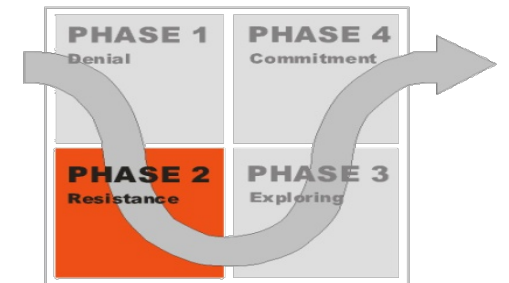 PHASE 1
Denial
PHASE 4
Commitment
PHASE 2
Resistance
PHASE 3
Exploring